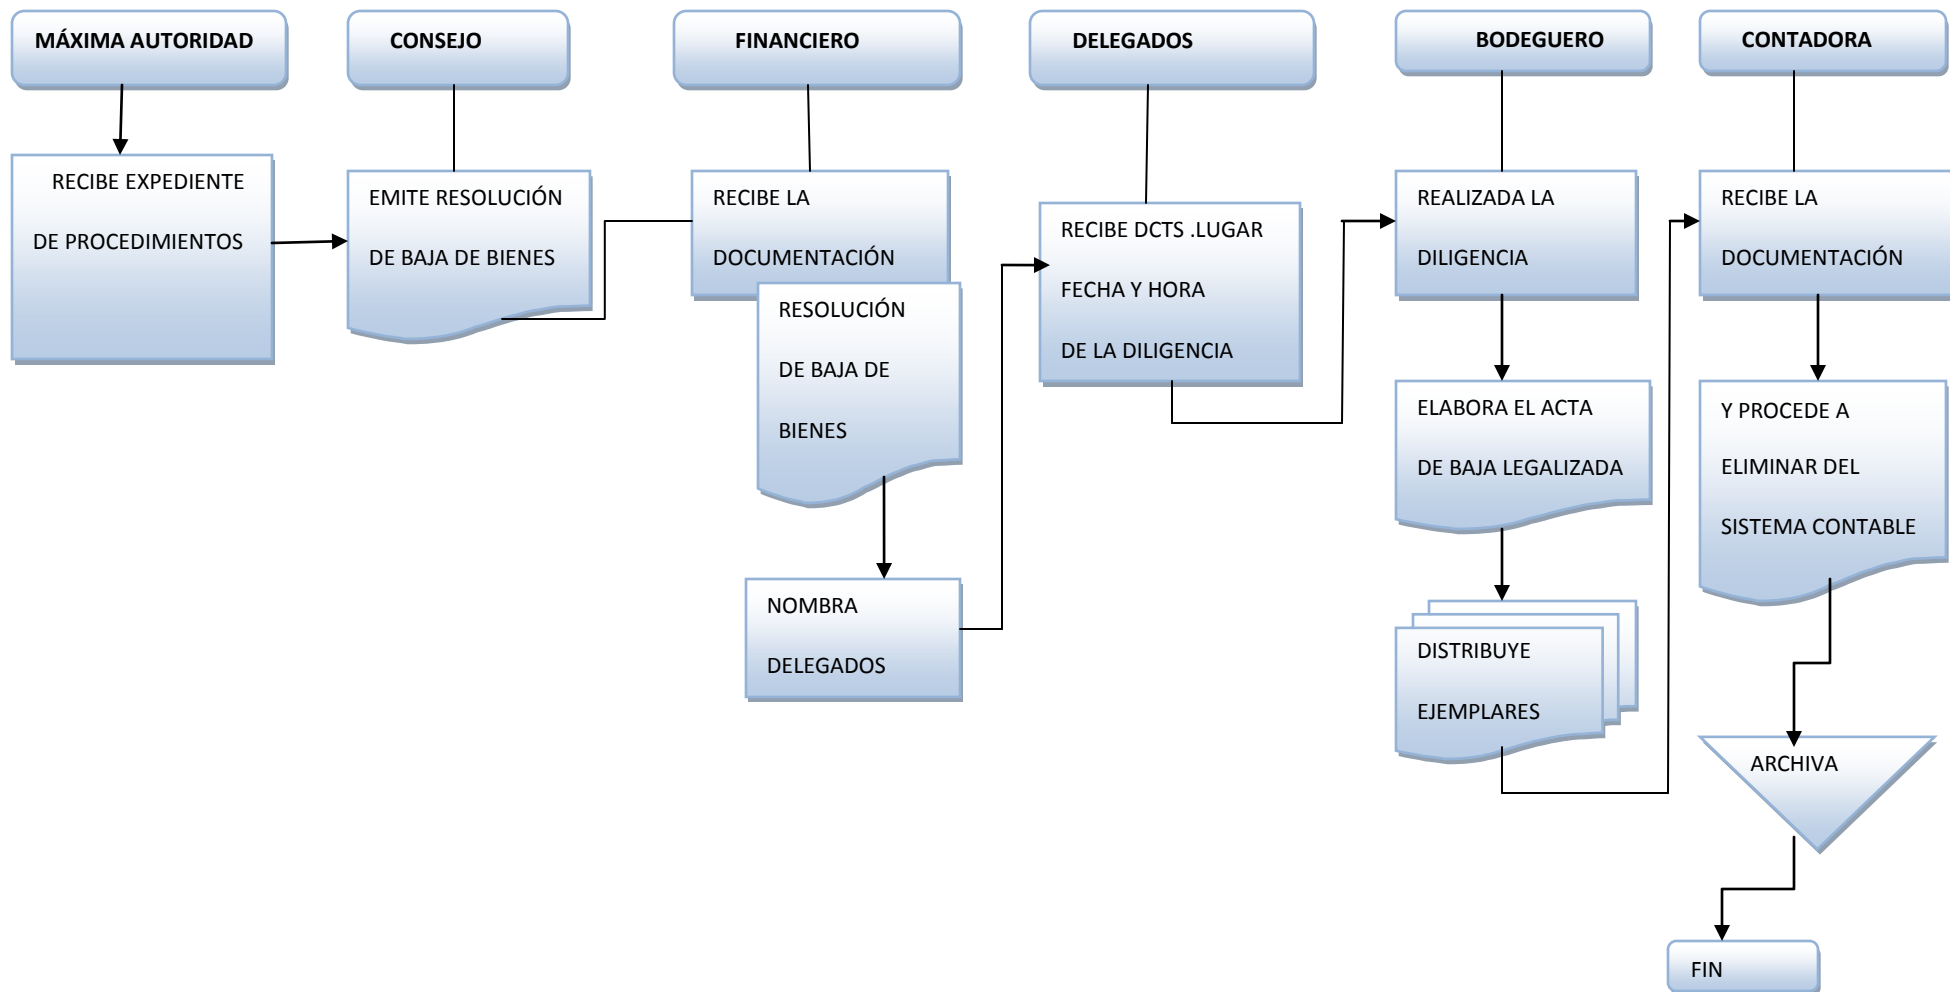 MÁXIMA AUTORIDAD
CONSEJO
FINANCIERO
DELEGADOS
BODEGUERO
CONTADORA
RECIBE EXPEDIENTE
DE PROCEDIMIENTOS
EMITE RESOLUCIÓN
DE BAJA DE BIENES
RECIBE LA
DOCUMENTACIÓN
RESOLUCIÓN
DE BAJA DE
BIENES
NOMBRA
DELEGADOS
RECIBE DCTS .LUGAR
FECHA Y HORA
DE LA DILIGENCIA
REALIZADA LA
DILIGENCIA
ELABORA EL ACTA
DE BAJA LEGALIZADA
DISTRIBUYE
EJEMPLARES
RECIBE LA
DOCUMENTACIÓN
Y PROCEDE A
ELIMINAR DEL
SISTEMA CONTABLE
ARCHIVA
FIN